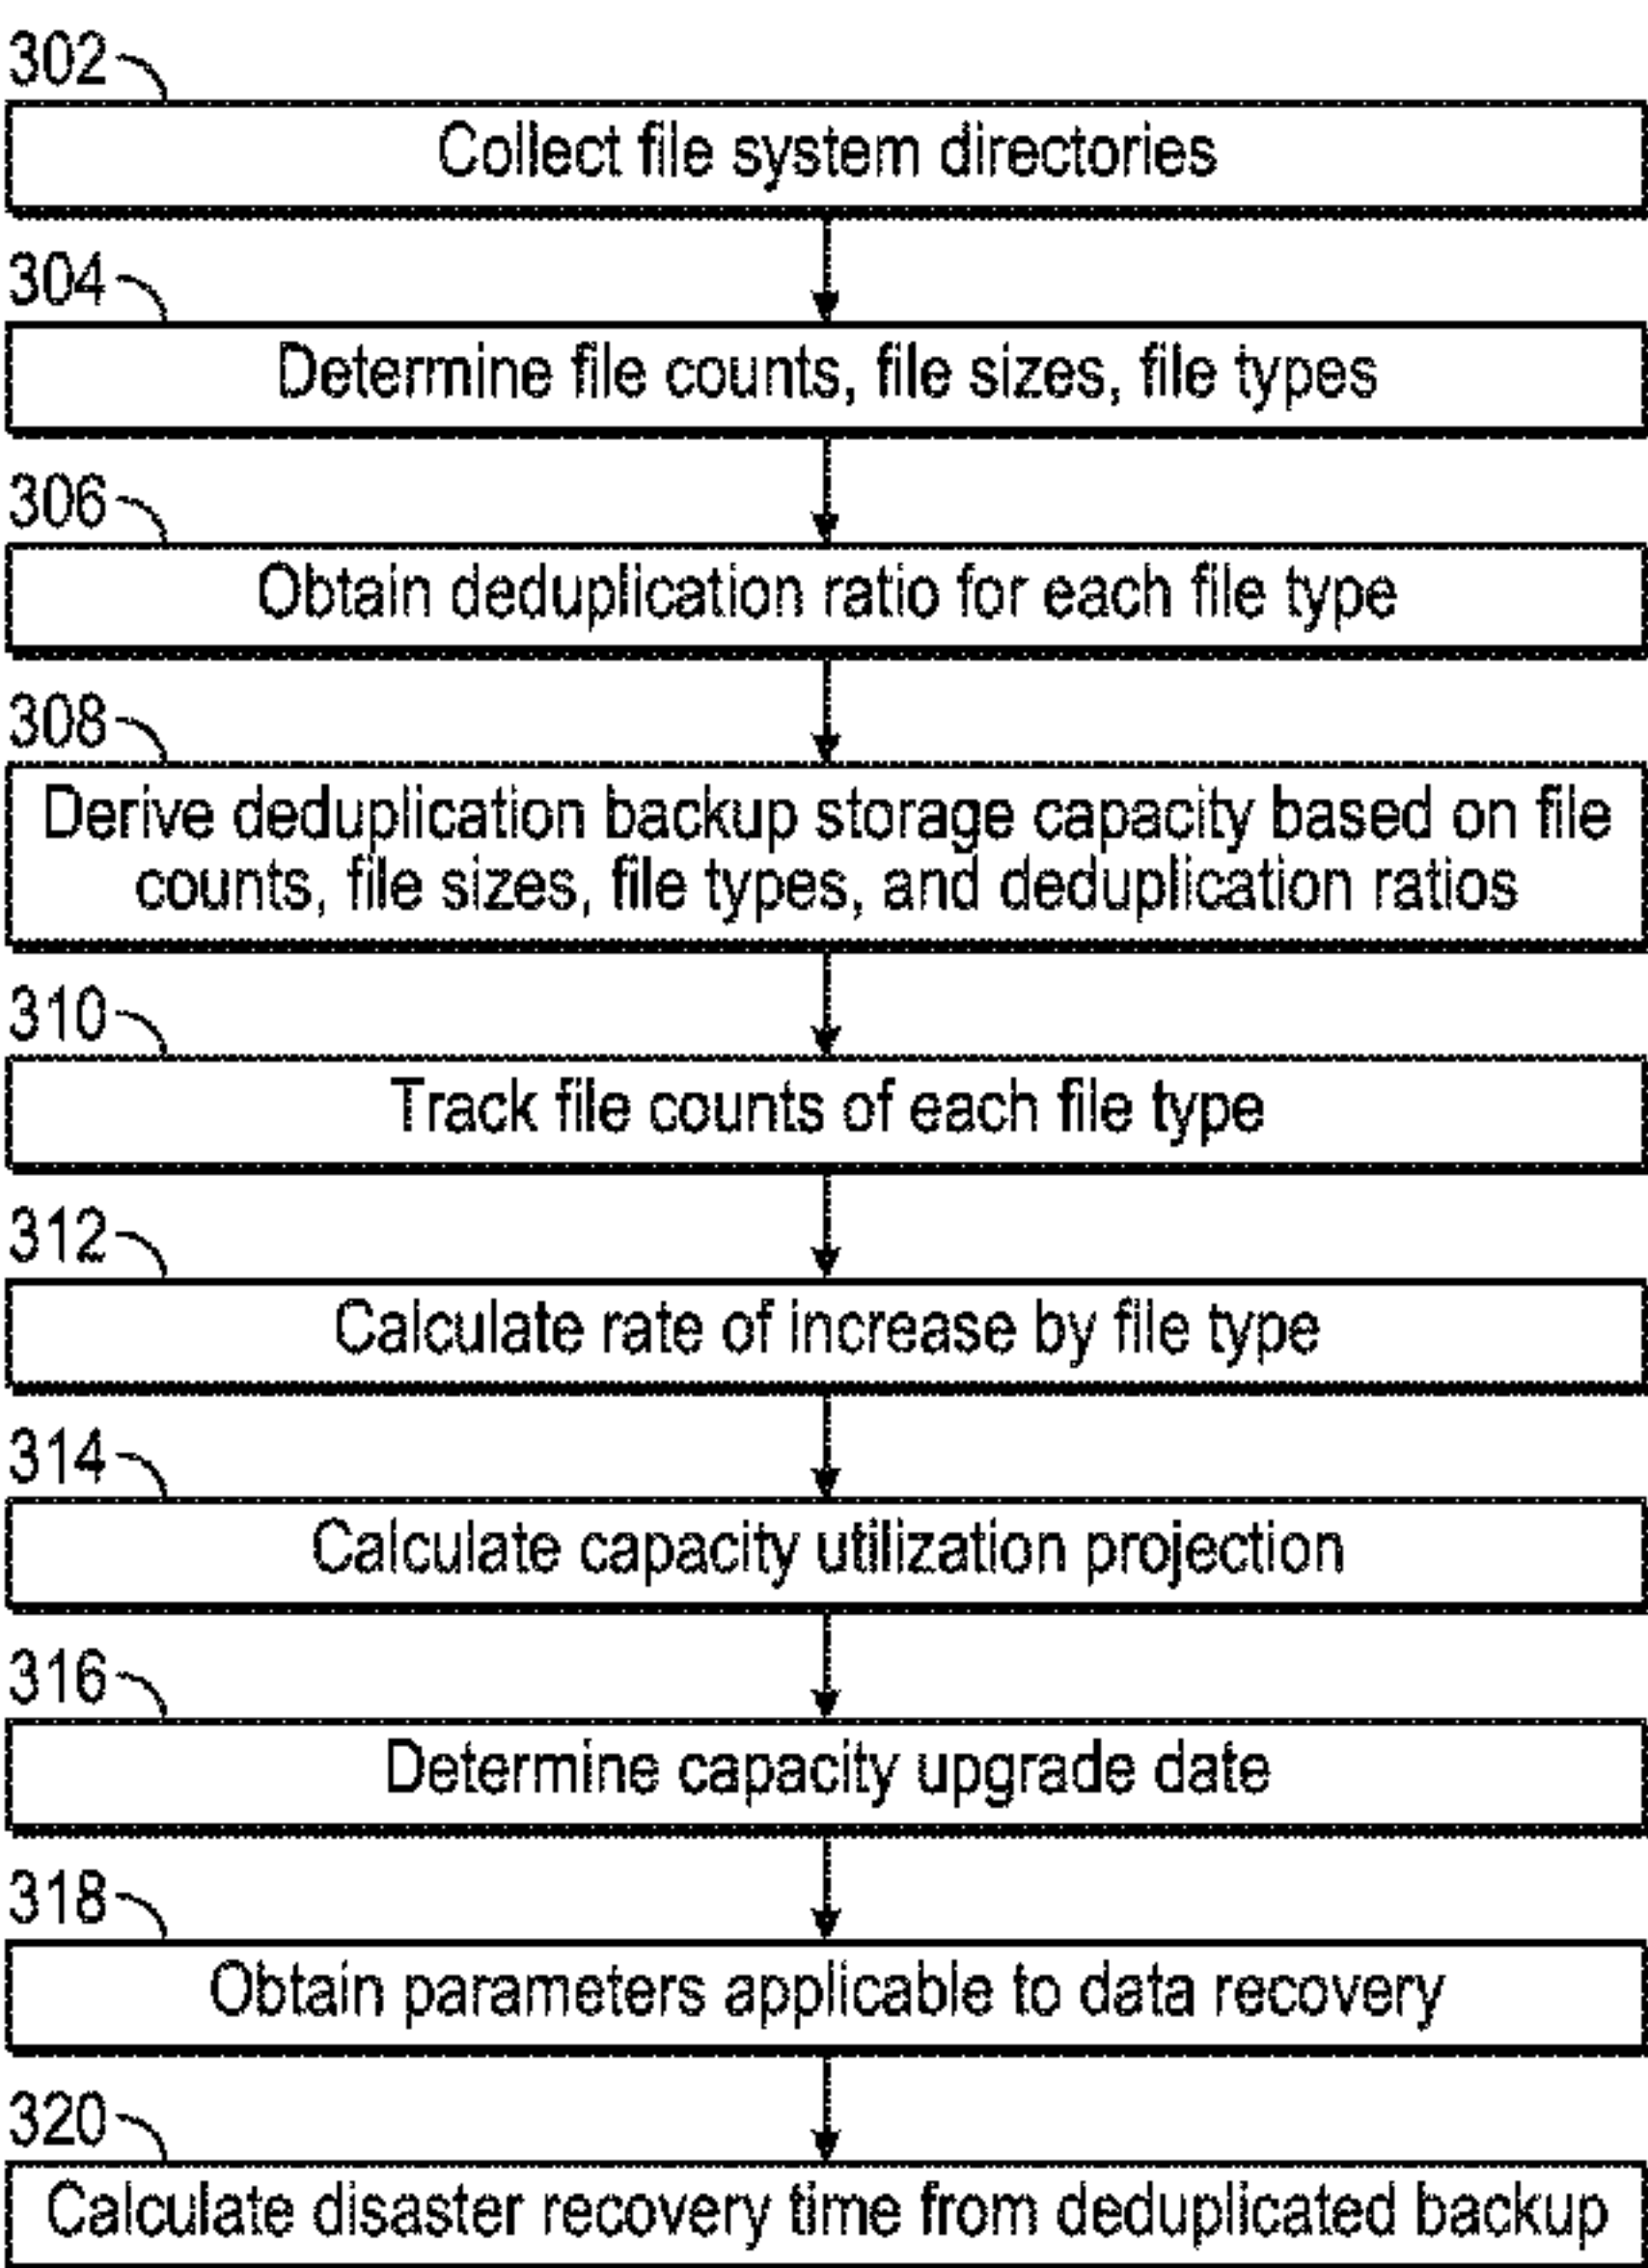 302
Collect file system directories
304
Determine file counts, file sizes, file types
306
Obtain deduplication ratio for each file type
308
Derive deduplication backup storage capacity based on file
counts, file sizes, file types, and deduplication ratios
310
Track file counts of each file type
312
Calculate rate of increase by file type
314
Calculate capacity utilization projection
316
Determine capacity upgrade date
318
Obtain parameters applicable to data recovery
320
Calculate disaster recovery time from deduplicated backup